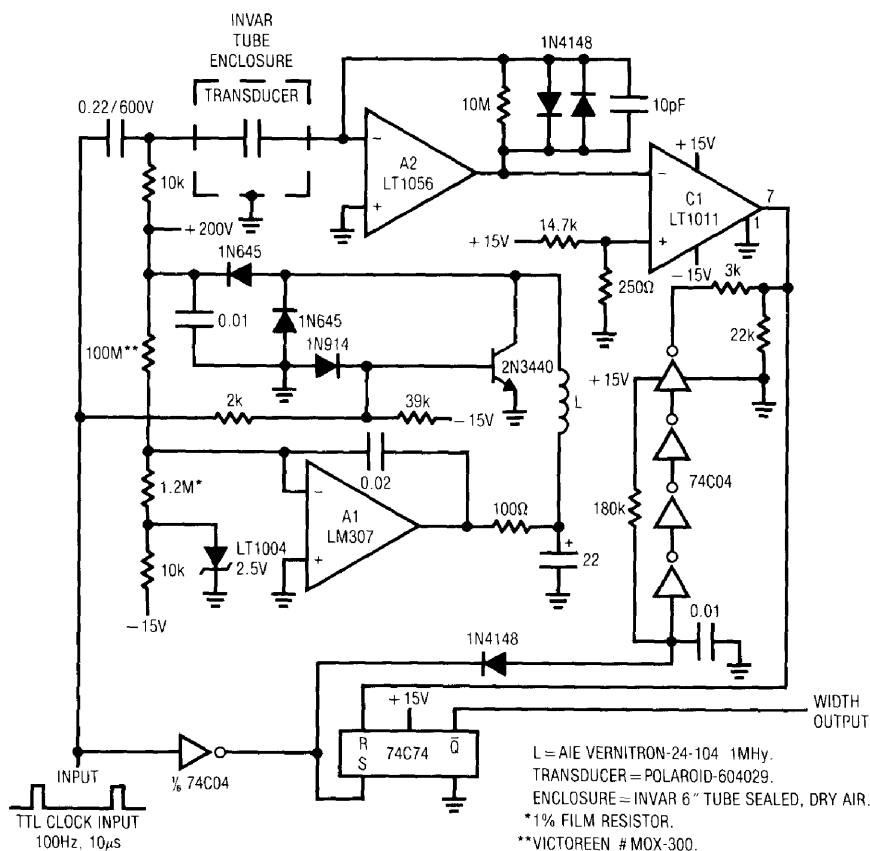 INVAR
TUBE
ENCLOSURE
TRANSDUCER
0.22/600V
10k
+200V
1N4148
10M
10pF
−
+
A2
LT1056
+15V
−
+
C1
LT1011
7
1
−15V
+15V
14.7k
250Ω
3k
22k
1N645
0.01
1N645
1N914
2N3440
L
100M**
2k
39k
−15V
+15V
74C04
180k
0.01
0.02
1.2M*
−
+
A1
LM307
100Ω
+
22
LT1004
2.5V
10k
−15V
1N4148
+15V
R
S
74C74
Q̄
WIDTH
OUTPUT
⅙ 74C04
INPUT
TTL CLOCK INPUT
100Hz, 10µs
L = AIE VERNITRON-24-104 1MHy.
TRANSDUCER = POLAROID-604029.
ENCLOSURE = INVAR 6" TUBE SEALED, DRY AIR.
*1% FILM RESISTOR.
**VICTOREEN # MOX-300.